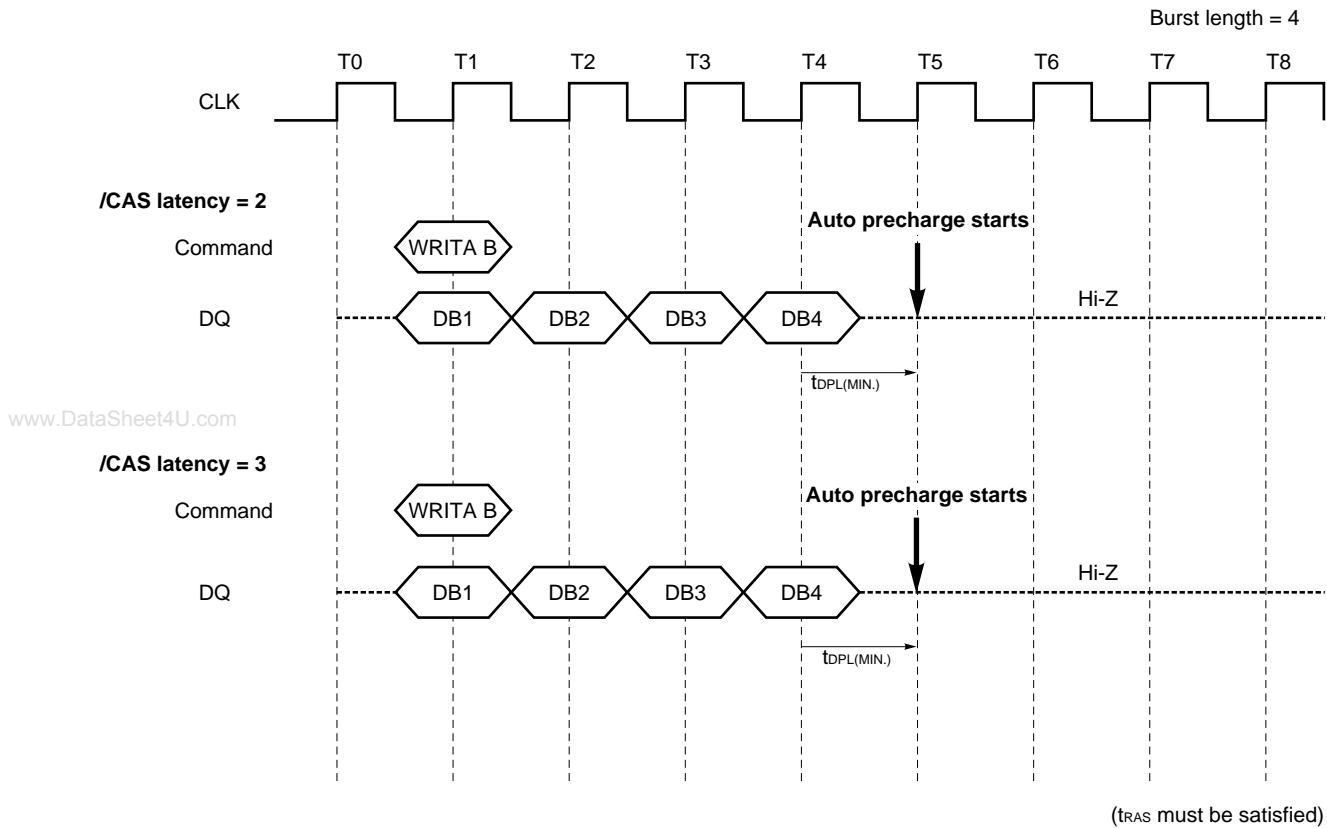 Burst length = 4
T0 T1 T2 T3 T4 T5 T6 T7 T8
CLK
/CAS latency = 2
Auto precharge starts
Command WRITA B
Hi-Z
DQ DB1 DB2 DB3 DB4
tDPL(MIN.)
www.DataSheet4U.com
/CAS latency = 3
Auto precharge starts
Command WRITA B
Hi-Z
DQ DB1 DB2 DB3 DB4
tDPL(MIN.)
(tRAS must be satisfied)